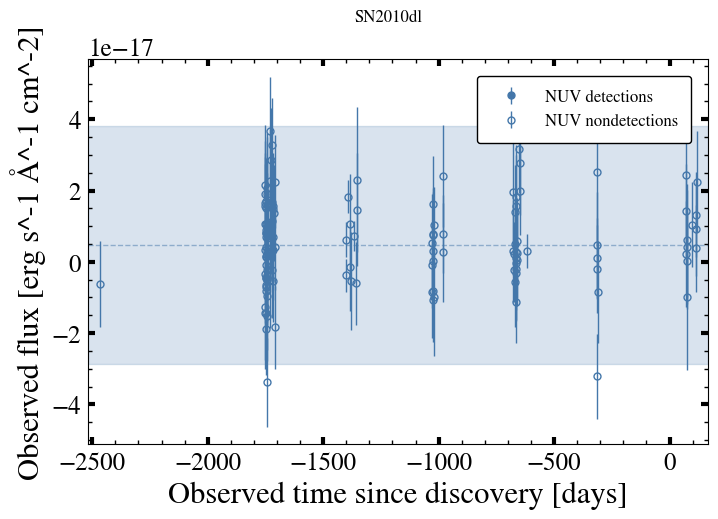 SN2010dl
1e−17
NUV detections
NUV nondetections
4
2
0
−2
−4
Observed flux [erg s^-1 Å^-1 cm^-2]
−2500 −2000 −1500 −1000 −500 0
Observed time since discovery [days]